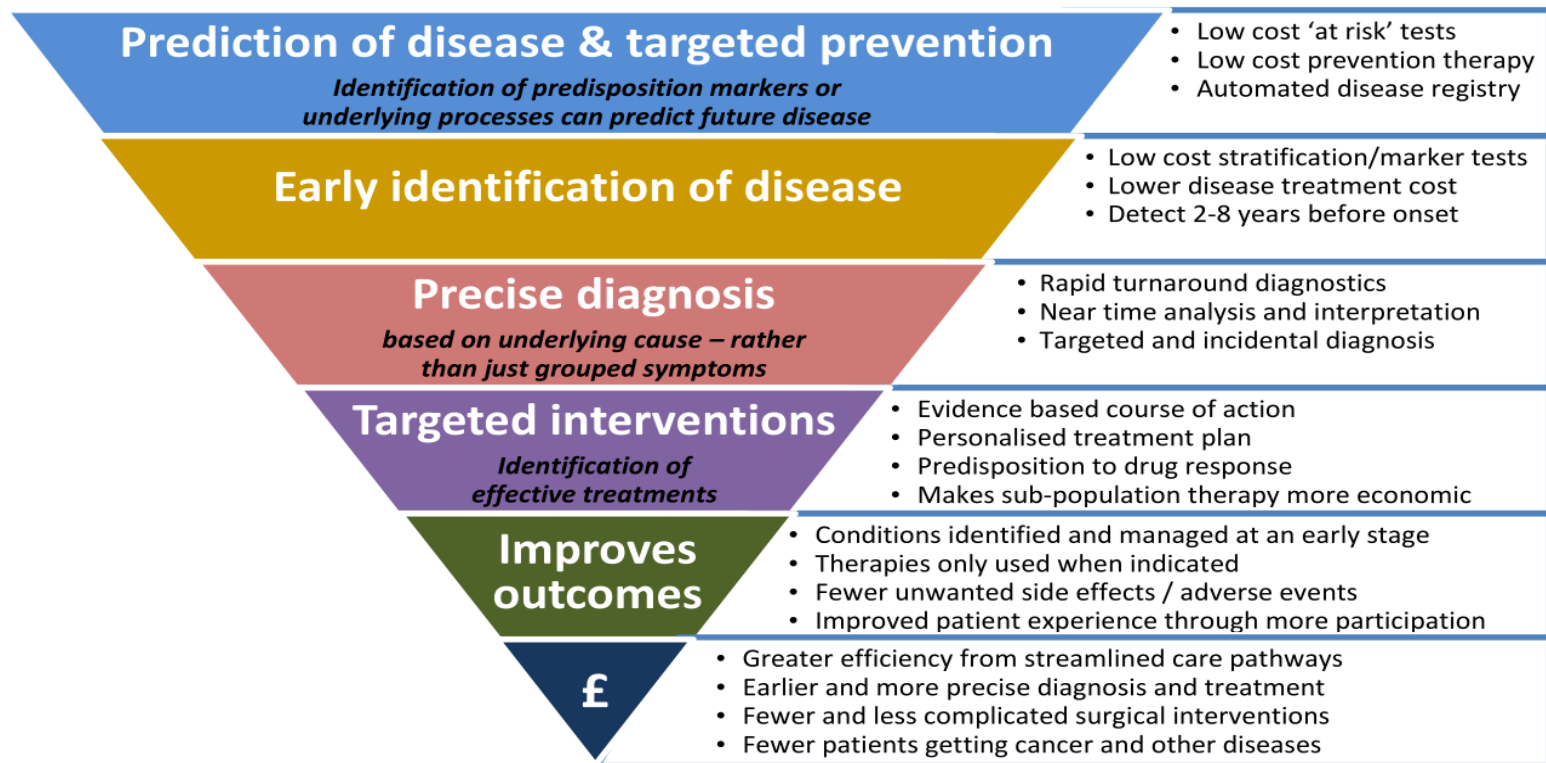 Prediction of disease & targeted prevention
Identification of predisposition markers or
underlying processes can predict future disease
• Low cost ‘at risk’ tests
• Low cost prevention therapy
• Automated disease registry
Early identification of disease
• Low cost stratification/marker tests
• Lower disease treatment cost
• Detect 2-8 years before onset
Precise diagnosis
based on underlying cause – rather
than just grouped symptoms
• Rapid turnaround diagnostics
• Near time analysis and interpretation
• Targeted and incidental diagnosis
Targeted interventions
Identification of
effective treatments
• Evidence based course of action
• Personalised treatment plan
• Predisposition to drug response
• Makes sub-population therapy more economic
Improves
outcomes
• Conditions identified and managed at an early stage
• Therapies only used when indicated
• Fewer unwanted side effects / adverse events
• Improved patient experience through more participation
£
• Greater efficiency from streamlined care pathways
• Earlier and more precise diagnosis and treatment
• Fewer and less complicated surgical interventions
• Fewer patients getting cancer and other diseases